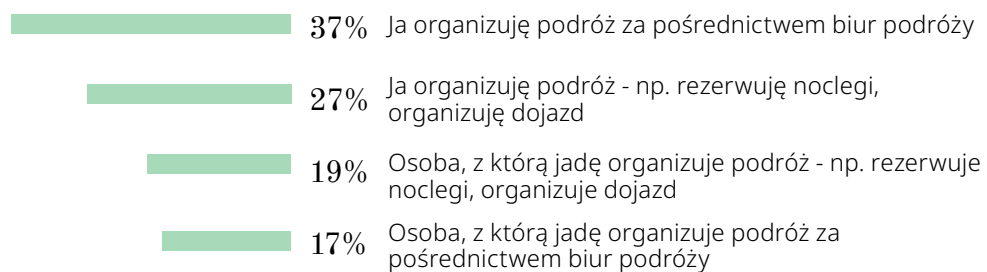 37% Ja organizuję podróż za pośrednictwem biur podróży
27% Ja organizuję podróż - np. rezerwuję noclegi,
organizuję dojazd
19% Osoba, z którą jadę organizuje podróż - np. rezerwuje
noclegi, organizuje dojazd
17% Osoba, z którą jadę organizuje podróż za
pośrednictwem biur podróży